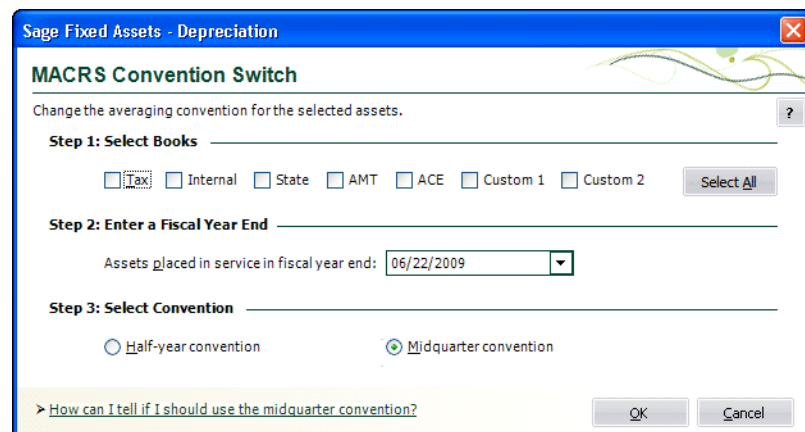 Sage Fixed Assets - Depreciation
MACRS Convention Switch
Change the averaging convention for the selected assets.
?
Step 1: Select Books
Tax Internal State AMT ACE Custom 1 Custom 2 Select All
Step 2: Enter a Fiscal Year End
Assets placed in service in fiscal year end: 06/22/2009
Step 3: Select Convention
Half-year convention Midquarter convention
How can I tell if I should use the midquarter convention? OK Cancel